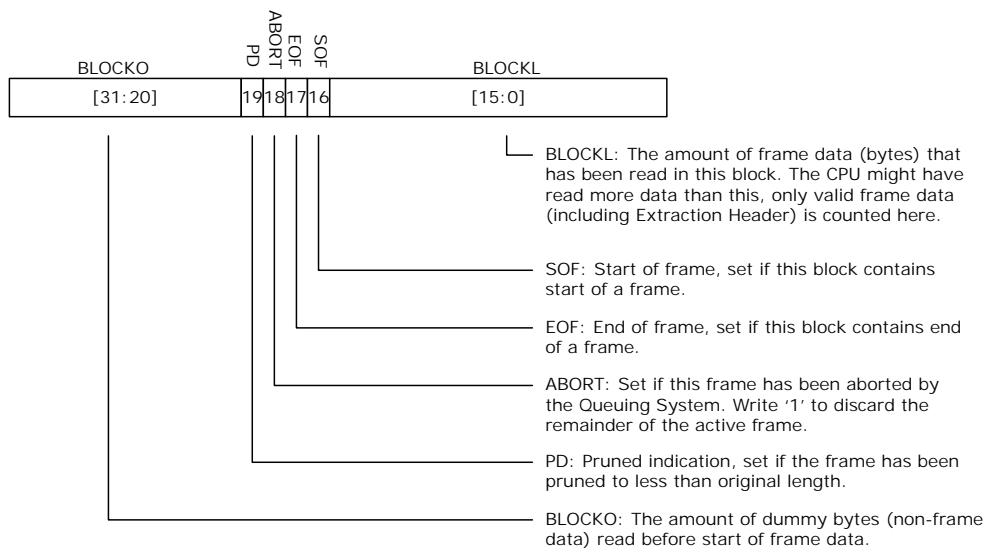 PD
ABORT
EOF
SOF
BLOCKO
BLOCKL
[31:20]
19
18
17
16
[15:0]
BLOCKL: The amount of frame data (bytes) that
has been read in this block. The CPU might have
read more data than this, only valid frame data
(including Extraction Header) is counted here.
SOF: Start of frame, set if this block contains
start of a frame.
EOF: End of frame, set if this block contains end
of a frame.
ABORT: Set if this frame has been aborted by
the Queuing System. Write ‘1’ to discard the
remainder of the active frame.
PD: Pruned indication, set if the frame has been
pruned to less than original length.
BLOCKO: The amount of dummy bytes (non-frame
data) read before start of frame data.